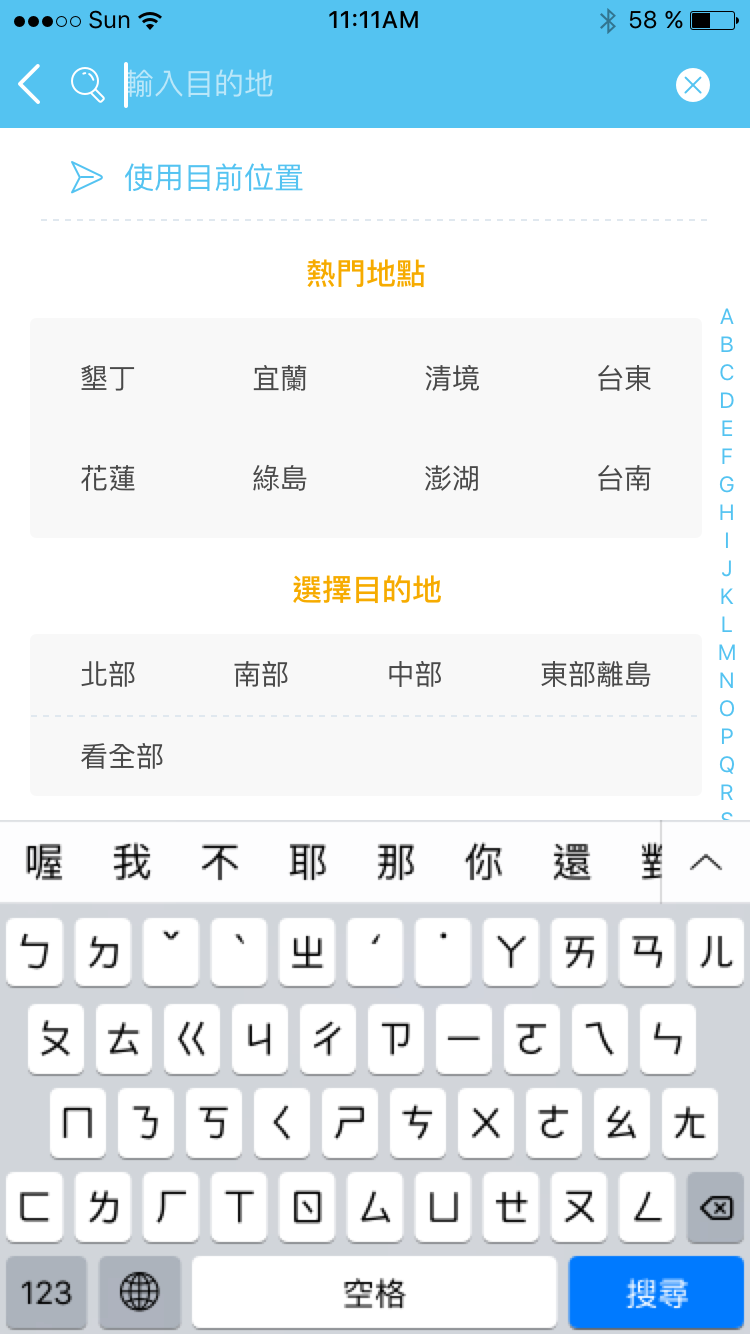 Sun 11:11AM 58 %
輸入目的地
使用目前位置
熱門地點
墾丁 宜蘭 清境 台東
花蓮 綠島 澎湖 台南
選擇目的地
北部 南部 中部 東部離島
看全部
A
B
C
D
E
F
G
H
I
J
K
L
M
N
O
P
Q
R
S
喔 我 不 耶 那 你 還 對
ㄅ ㄉ ˇ ˋ ㄓ ˊ ˙ ㄚ ㄞ ㄢ ㄦ
ㄆ ㄊ ㄍ ㄐ ㄔ ㄗ ㄧ ㄛ ㄟ ㄣ
ㄇ ㄋ ㄎ ㄑ ㄕ ㄘ ㄨ ㄜ ㄠ ㄤ
ㄈ ㄌ ㄏ ㄒ ㄖ ㄙ ㄩ ㄝ ㄡ ㄥ
123 空格 搜尋